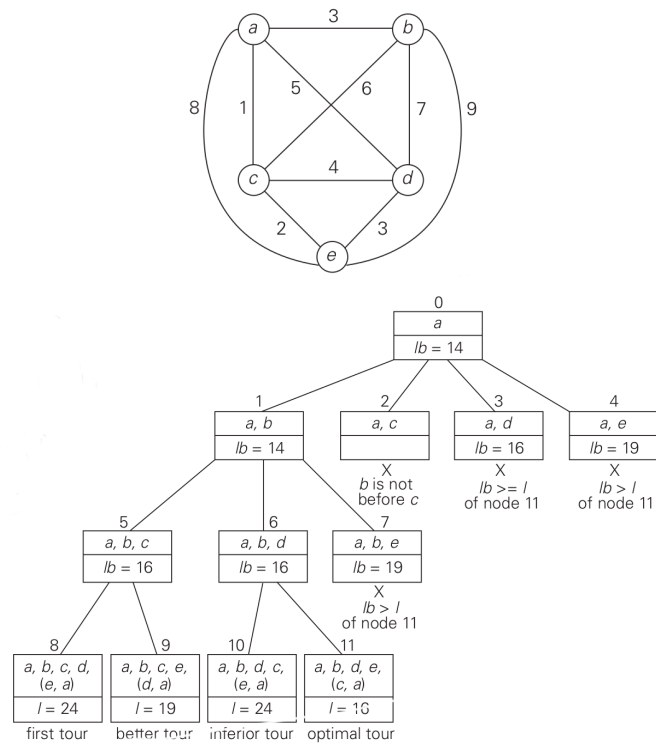 3
a
b
8
5
6
1
7
9
4
c
d
2
3
e
0
a
lb = 14
1
2
3
4
a, b
a, c
a, d
a, e
lb = 14
lb = 16
lb = 19
X
X
X
b is not
before c
lb >= l
of node 11
lb > l
of node 11
5
6
7
a, b, c
a, b, d
a, b, e
lb = 16
lb = 16
lb = 19
X
lb > l
of node 11
8
9
10
11
a, b, c, d,
(e, a)
a, b, c, e,
(d, a)
a, b, d, c,
(e, a)
a, b, d, e,
(c, a)
l = 24
l = 19
l = 24
l =
first tour
better tour
inferior tour
optimal tour